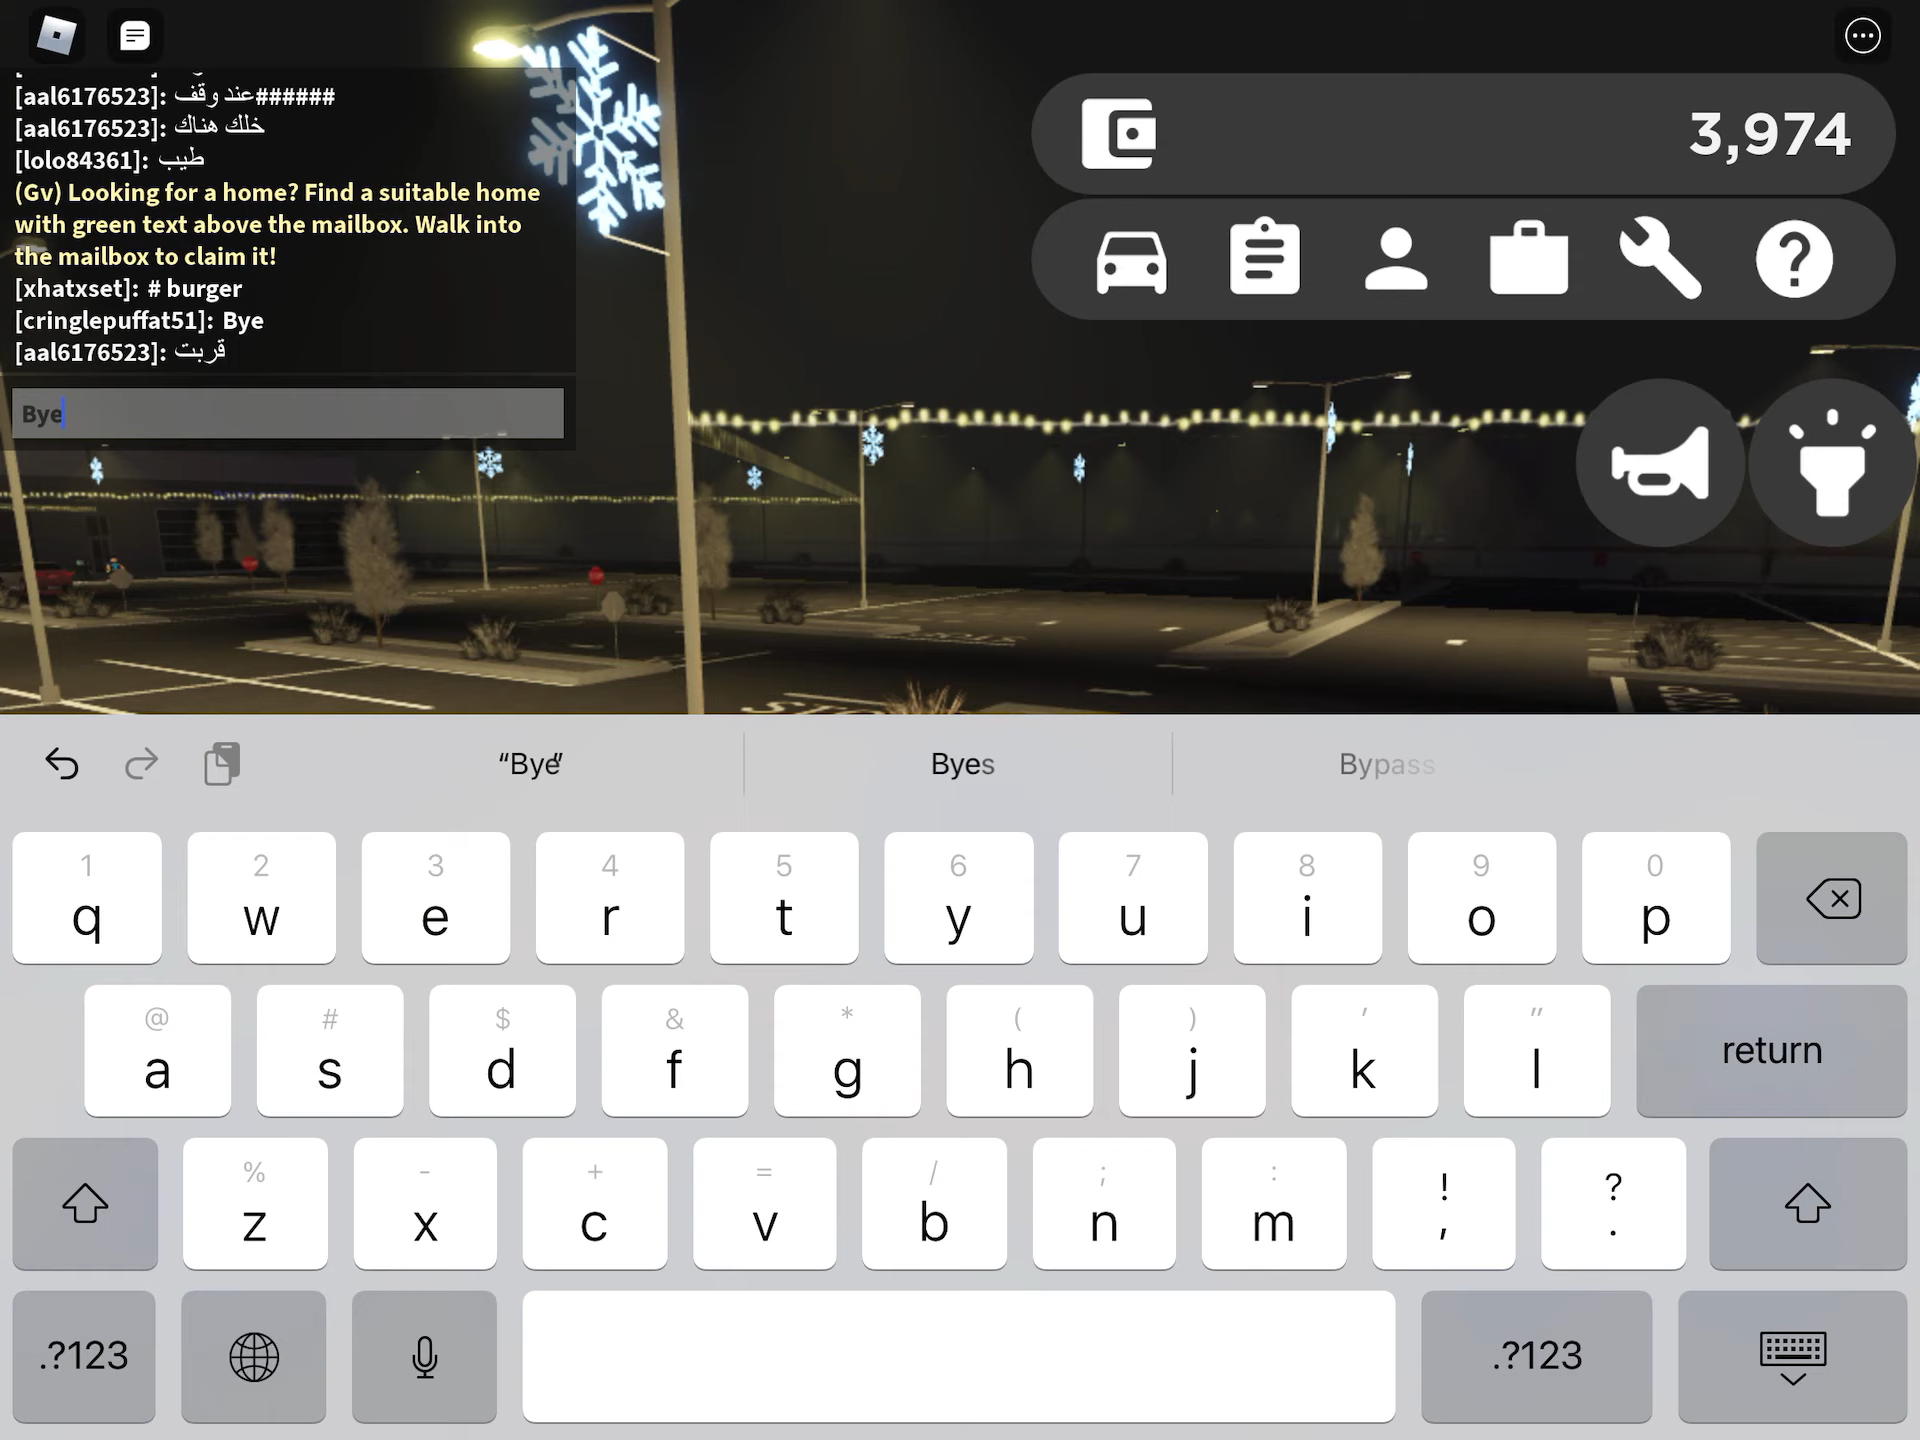 [aal6176523]: عند وقف######
[aal6176523]: خلك هناك
[lolo84361]: طيب
(Gv) Looking for a home? Find a suitable home
with green text above the mailbox. Walk into
the mailbox to claim it!
[xhatxset]: # burger
[cringlepuffat51]: Bye
[aal6176523]: قربت
Bye
3,974
“Bye” Byes Bypass
1 2 3 4 5 6 7 8 9 0
q w e r t y u i o p
@ # $ & * ( ) ' "
a s d f g h j k l return
% - + = / ; : ! ?
z x c v b n m , .
.?123 .?123